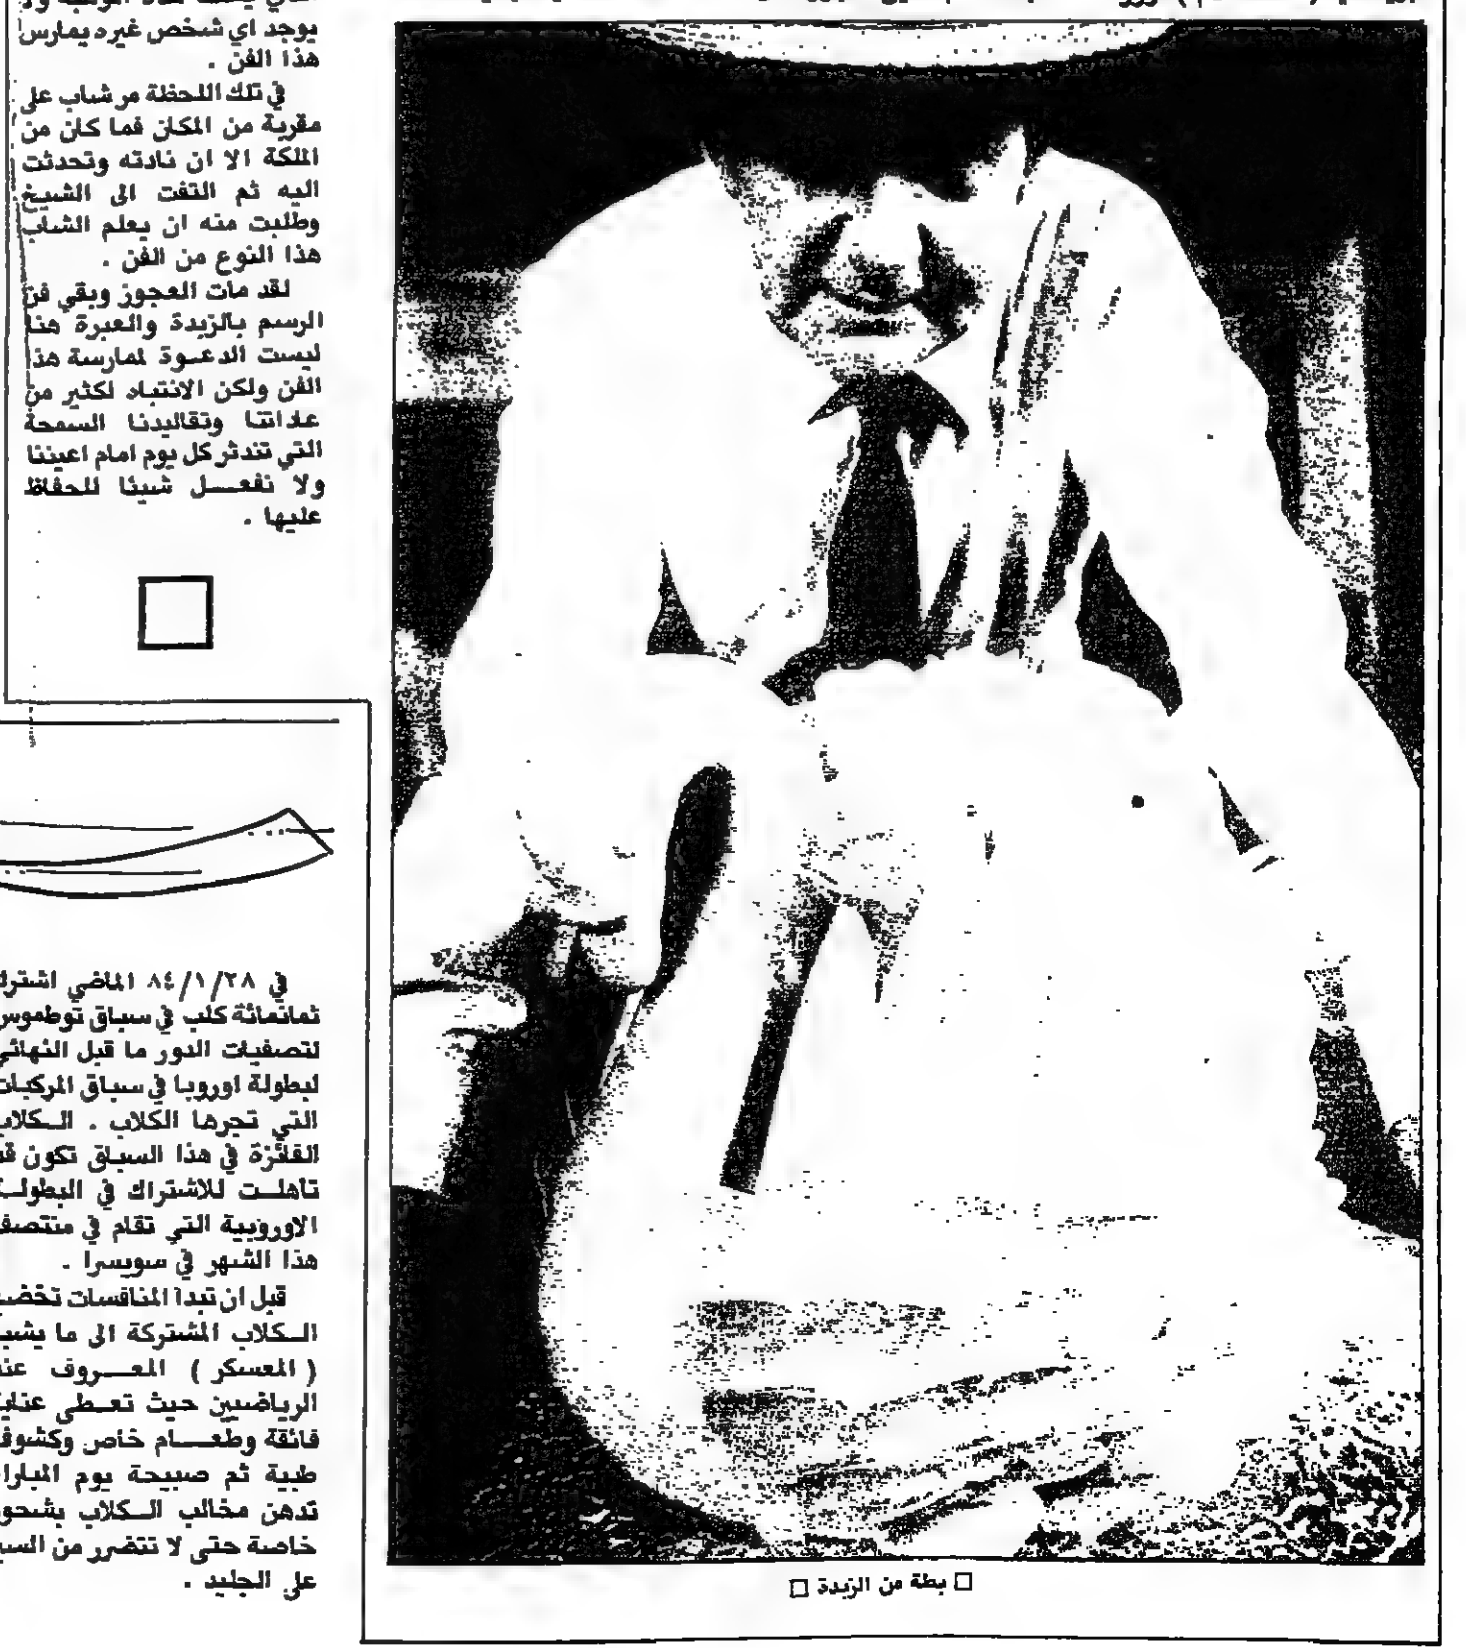 يوجد اي شخص غيره يمارس
هذا الفن .
في تلك اللحظة مر شاب على
مقربة من المكان فما كان من
الملكة الا ان نادته وتحدثت
اليه ثم التفت الى الشيخ
وطلبت منه ان يعلم الشاب
هذا النوع من الفن .
لقد مات العجوز وبقي فن
الرسم بالزبدة والعبرة هنا
ليست الدعوة لممارسة هذا
الفن ولكن الانتباه لكثير من
عاداتنا وتقاليدنا السمحة
التي تندثر كل يوم امام اعيننا
ولا نفعل شيئا للحفاظ
عليها .
في ٨٤/١/٢٨ الماضي اشترك
ثمانمائة كلب في سباق توطموس
لتصفيات الدور ما قبل النهائي
لبطولة اوروبا في سباق المركبات
التي تجرها الكلاب . الكلاب
الفائزة في هذا السباق تكون قد
تأهلت للاشتراك في البطولة
الاوروبية التي تقام في منتصف
هذا الشهر في سويسرا .
قبل ان تبدا المنافسات تخضع
الكلاب المشتركة الى ما يشبه
( المعسكر ) المعروف عند
الرياضيين حيث تعطى عناية
فائقة وطعام خاص وكشوف
طبية ثم صبيحة يوم المباراة
تدهن مخالب الكلاب بشحوم
خاصة حتى لا تتضرر من السير
على الجليد .
□ بطة من الزبدة □